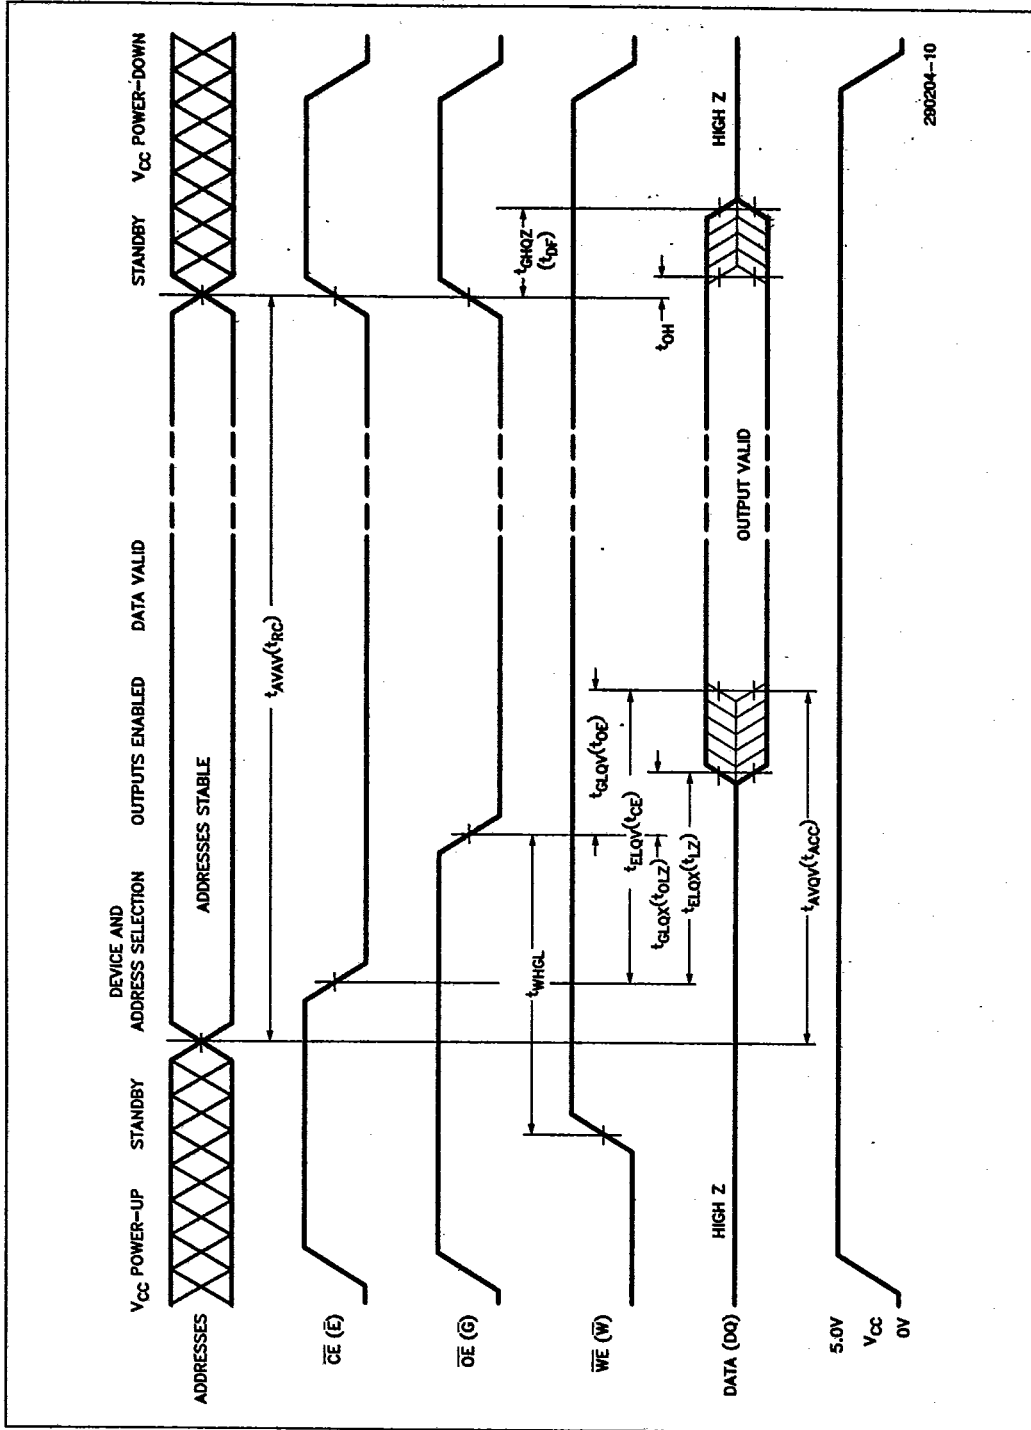 VCC POWER-UP STANDBY DEVICE AND ADDRESS SELECTION OUTPUTS ENABLED DATA VALID STANDBY VCC POWER-DOWN
ADDRESSES
ADDRESSES STABLE
tAVAV(tRC)
CE (E)
OE (G)
tWHGL
tGHQZ
(tDF)
WE (W)
tGLQV(tOE)
tELQV(tCE)
tGLQX(tOLZ)
tELQX(tLZ)
tOH
DATA (DQ)
HIGH Z
OUTPUT VALID
HIGH Z
tAVQV(tACC)
5.0V
VCC
0V
290204-10